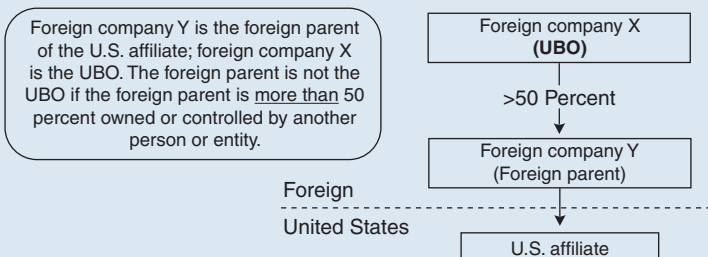 Foreign company Y is the foreign parent
of the U.S. affiliate; foreign company X
is the UBO. The foreign parent is not the
UBO if the foreign parent is more than 50
percent owned or controlled by another
person or entity.
Foreign company X
(UBO)
>50 Percent
Foreign company Y
(Foreign parent)
Foreign
United States
U.S. affiliate